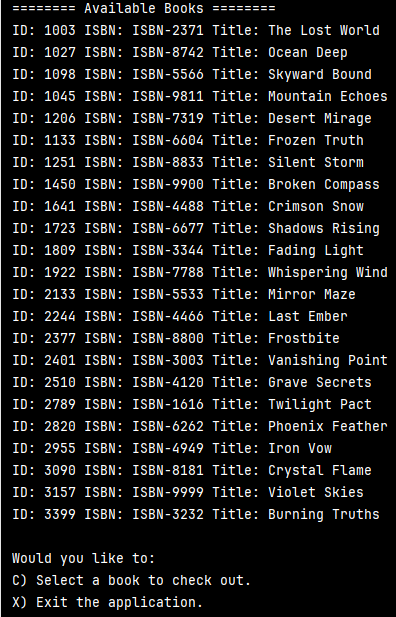 ======== Available Books ========
ID: 1003 ISBN: ISBN-2371 Title: The Lost World
ID: 1027 ISBN: ISBN-8742 Title: Ocean Deep
ID: 1098 ISBN: ISBN-5566 Title: Skyward Bound
ID: 1045 ISBN: ISBN-9811 Title: Mountain Echoes
ID: 1206 ISBN: ISBN-7319 Title: Desert Mirage
ID: 1133 ISBN: ISBN-6604 Title: Frozen Truth
ID: 1251 ISBN: ISBN-8833 Title: Silent Storm
ID: 1450 ISBN: ISBN-9900 Title: Broken Compass
ID: 1641 ISBN: ISBN-4488 Title: Crimson Snow
ID: 1723 ISBN: ISBN-6677 Title: Shadows Rising
ID: 1809 ISBN: ISBN-3344 Title: Fading Light
ID: 1922 ISBN: ISBN-7788 Title: Whispering Wind
ID: 2133 ISBN: ISBN-5533 Title: Mirror Maze
ID: 2244 ISBN: ISBN-4466 Title: Last Ember
ID: 2377 ISBN: ISBN-8800 Title: Frostbite
ID: 2401 ISBN: ISBN-3003 Title: Vanishing Point
ID: 2510 ISBN: ISBN-4120 Title: Grave Secrets
ID: 2789 ISBN: ISBN-1616 Title: Twilight Pact
ID: 2820 ISBN: ISBN-6262 Title: Phoenix Feather
ID: 2955 ISBN: ISBN-4949 Title: Iron Vow
ID: 3090 ISBN: ISBN-8181 Title: Crystal Flame
ID: 3157 ISBN: ISBN-9999 Title: Violet Skies
ID: 3399 ISBN: ISBN-3232 Title: Burning Truths
Would you like to:
C) Select a book to check out.
X) Exit the application.